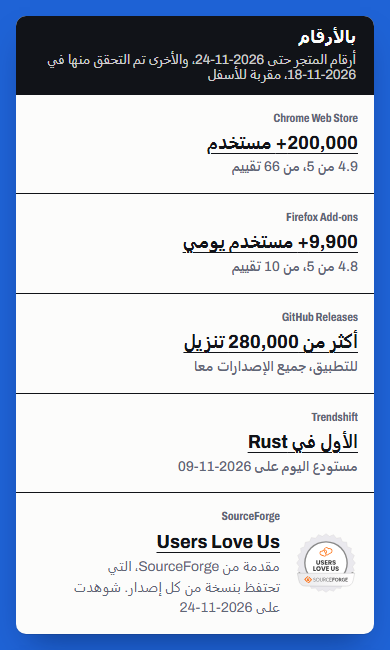 بالأرقام
أرقام المتجر حتى 2026-11-24، والأخرى تم التحقق منها في
2026-11-18، مقربة للأسفل
Chrome Web Store
200,000+ مستخدم
4.9 من 5، من 66 تقييم
Firefox Add-ons
9,900+ مستخدم يومي
4.8 من 5، من 10 تقييم
GitHub Releases
أكثر من 280,000 تنزيل
للتطبيق، جميع الإصدارات معا
Trendshift
الأول في Rust
مستودع اليوم على 2026-11-09
SourceForge
Users Love Us
مقدمة من SourceForge، التي
تحتفظ بنسخة من كل إصدار. شوهدت
على 2026-11-24
USERS
LOVE US
SOURCEFORGE